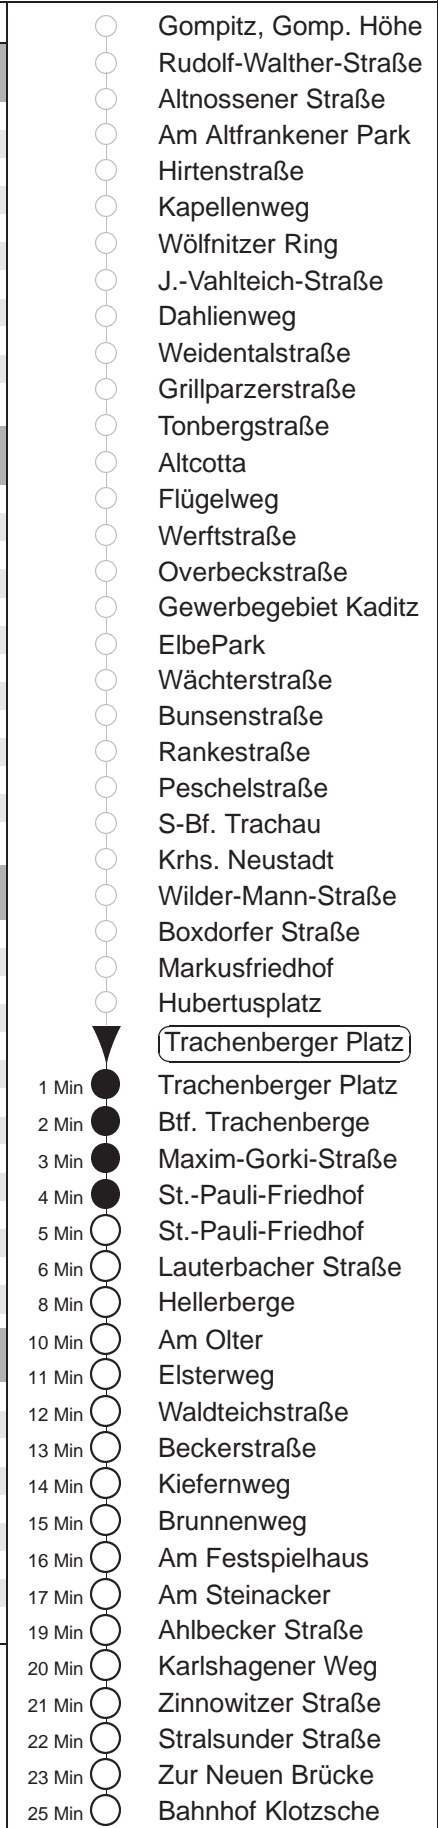 Gompitz, Gomp. Höhe
Rudolf-Walther-Straße
Altnossener Straße
Am Altfrankener Park
Hirtenstraße
Kapellenweg
Wölfnitzer Ring
J.-Vahlteich-Straße
Dahlienweg
Weidentalstraße
Grillparzerstraße
Tonbergstraße
Altcotta
Flügelweg
Werftstraße
Overbeckstraße
Gewerbegebiet Kaditz
ElbePark
Wächterstraße
Bunsenstraße
Rankestraße
Peschelstraße
S-Bf. Trachau
Krhs. Neustadt
Wilder-Mann-Straße
Boxdorfer Straße
Markusfriedhof
Hubertusplatz
Trachenberger Platz
1 Min Trachenberger Platz
2 Min Btf. Trachenberge
3 Min Maxim-Gorki-Straße
4 Min St.-Pauli-Friedhof
5 Min St.-Pauli-Friedhof
6 Min Lauterbacher Straße
8 Min Hellerberge
10 Min Am Olter
11 Min Elsterweg
12 Min Waldteichstraße
13 Min Beckerstraße
14 Min Kiefernweg
15 Min Brunnenweg
16 Min Am Festspielhaus
17 Min Am Steinacker
19 Min Ahlbecker Straße
20 Min Karlshagener Weg
21 Min Zinnowitzer Straße
22 Min Stralsunder Straße
23 Min Zur Neuen Brücke
25 Min Bahnhof Klotzsche